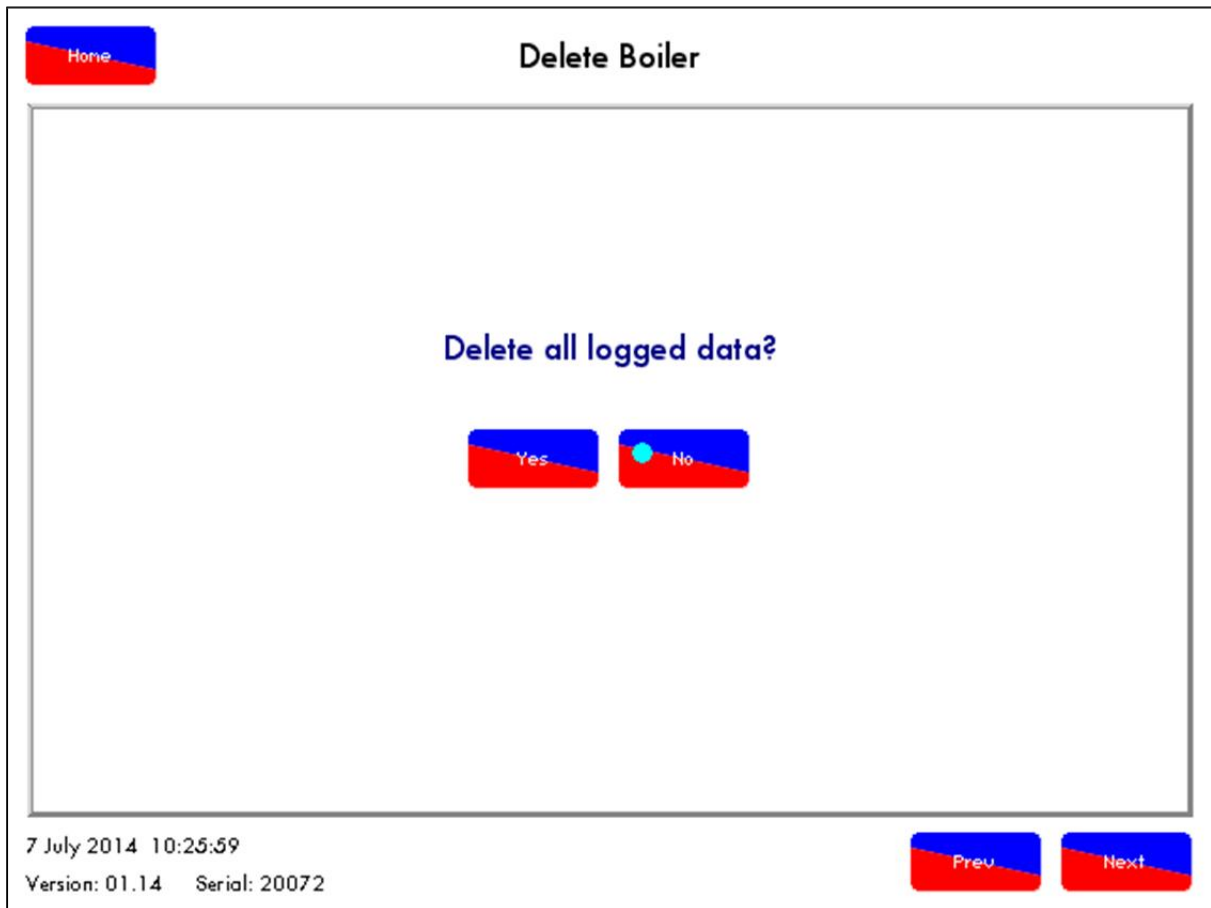 Home
Delete Boiler
Delete all logged data?
Yes
No
7 July 2014 10:25:59
Version: 01.14 Serial: 20072
Prev
Next